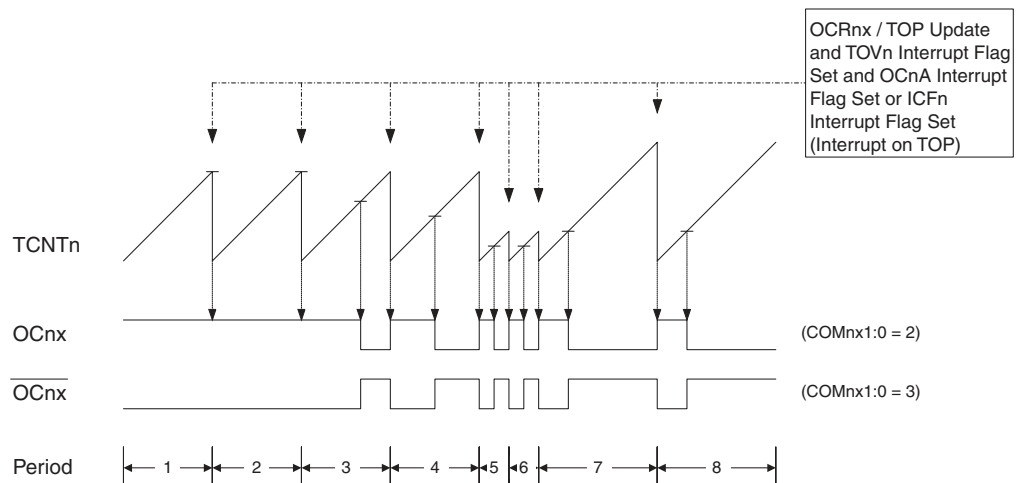 OCRnx / TOP Update
and TOVn Interrupt Flag
Set and OCnA Interrupt
Flag Set or ICFn
Interrupt Flag Set
(Interrupt on TOP)
TCNTn
OCnx (COMnx1:0 = 2)
OCnx (COMnx1:0 = 3)
Period 1 2 3 4 5 6 7 8